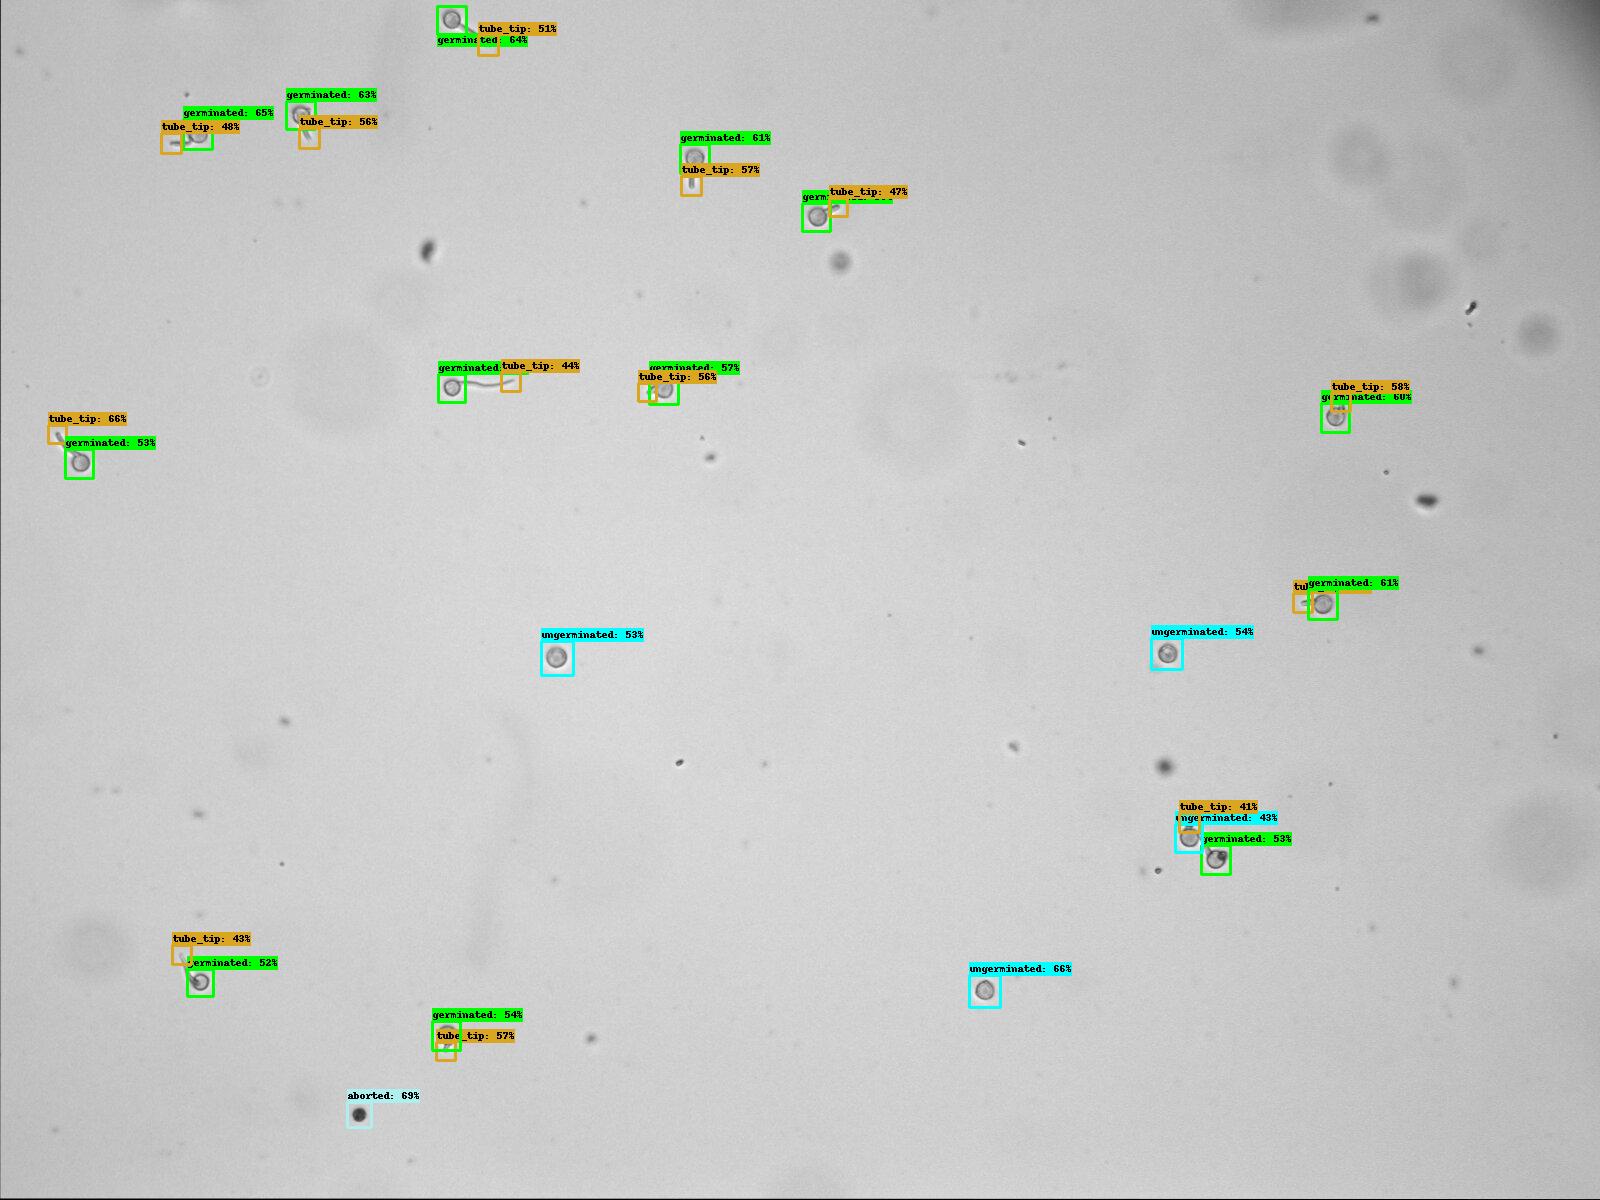 tube_tip: 51%
germinated: 64%
germinated: 63%
germinated: 65%
tube_tip: 56%
tube_tip: 48%
germinated: 61%
tube_tip: 57%
tube_tip: 47%
tube_tip: 44%
germinated: 57%
tube_tip: 56%
tube_tip: 58%
germinated: 60%
tube_tip: 66%
germinated: 53%
germinated: 61%
ungerminated: 53%
ungerminated: 54%
tube_tip: 41%
ungerminated: 43%
germinated: 53%
tube_tip: 43%
germinated: 52%
ungerminated: 66%
germinated: 54%
tube_tip: 57%
aborted: 69%